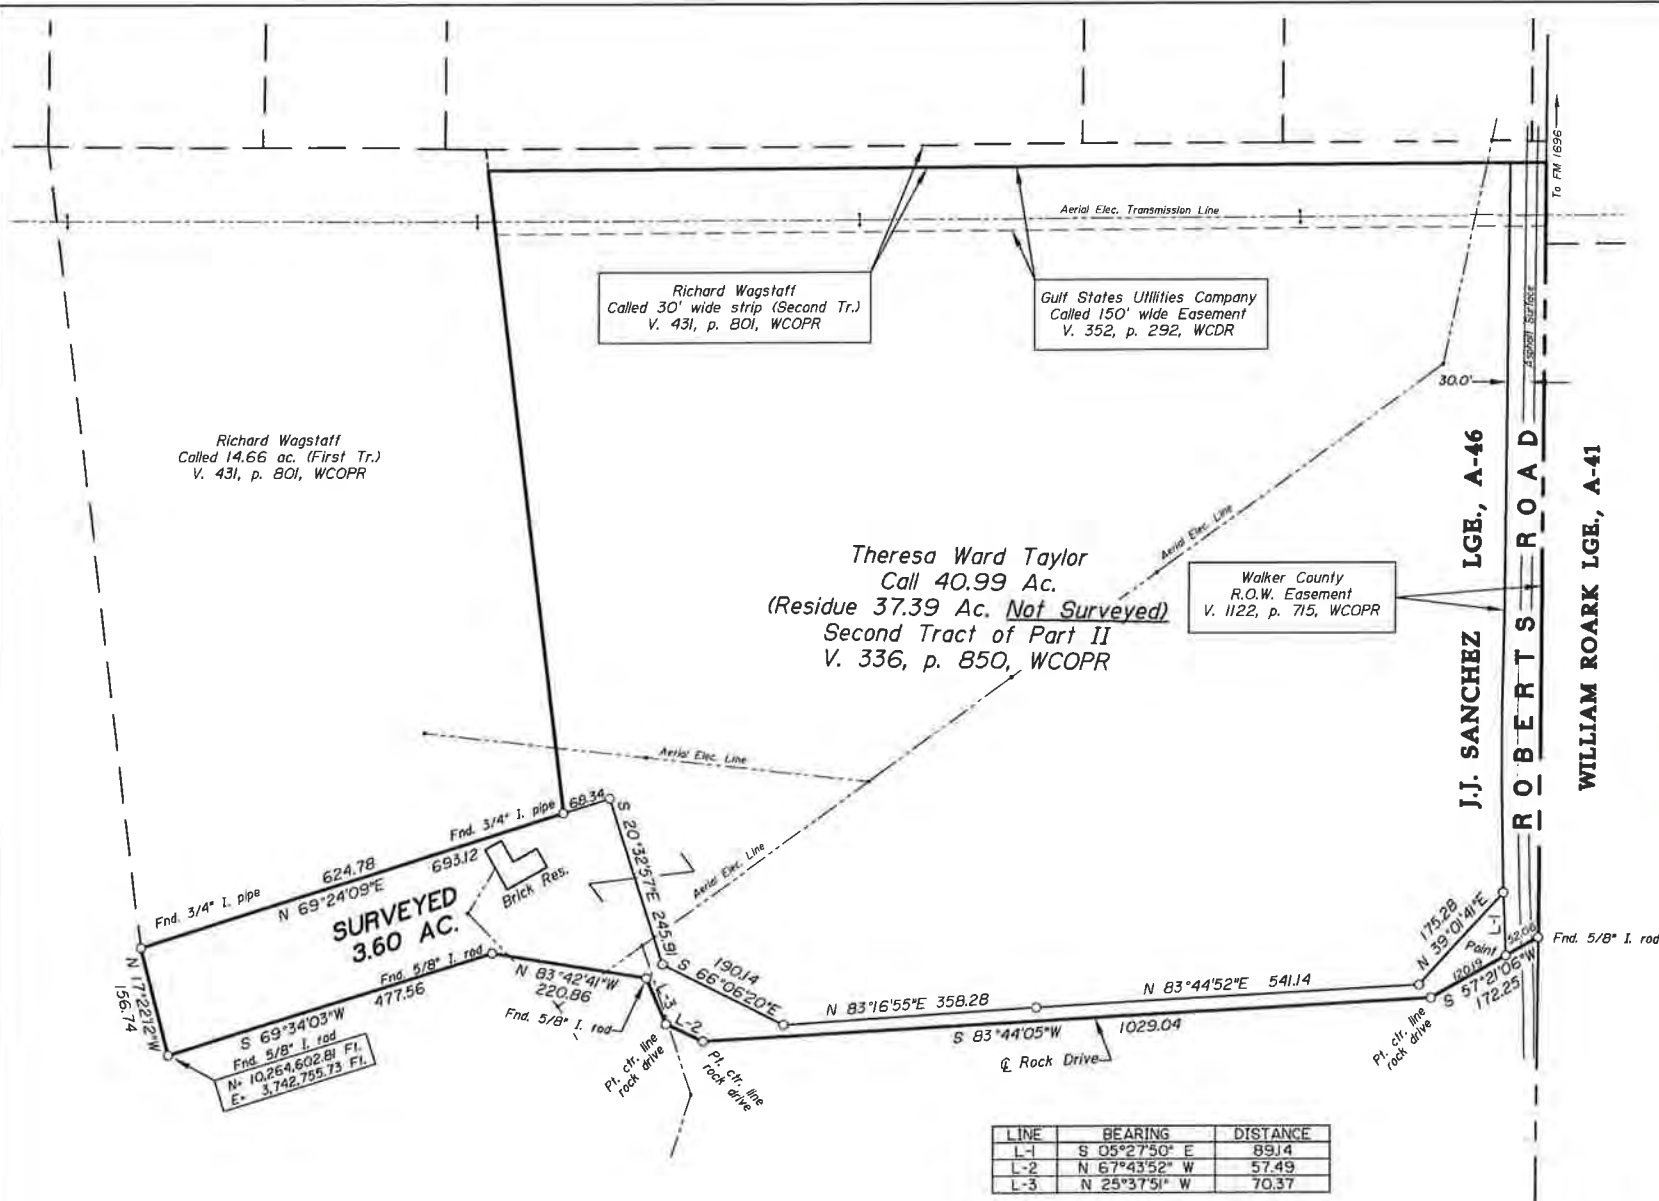 To FM 1696
Aerial Elec. Transmission Line
Richard Wagstaff
Called 30' wide strip (Second Tr.)
V. 431, p. 801, WCOPR
Gulf States Utilities Company
Called 150' wide Easement
V. 352, p. 292, WCDR
Asphalt Surface
30.0'
Richard Wagstaff
Called 14.66 ac. (First Tr.)
V. 431, p. 801, WCOPR
J.J. SANCHEZ LGE., A-46
ROBERTS ROAD
WILLIAM ROARK LGE., A-41
Aerial Elec. Line
Theresa Ward Taylor
Call 40.99 Ac.
(Residue 37.39 Ac. Not Surveyed)
Second Tract of Part II
V. 336, p. 850, WCOPR
Walker County
R.O.W. Easement
V. 1122, p. 715, WCOPR
Aerial Elec. Line
Fnd. 3/4" I. pipe
68.34
624.78
693.12
N 69°24'09"E
Fnd. 3/4" I. pipe
Brick Res.
SURVEYED
3.60 AC.
S 20°32'57"E 245.91
Aerial Elec. Line
N 17°22'12"W
156.74
Fnd. 5/8" I. rod
477.56
S 69°34'03"W
Fnd. 5/8" I. rod
N= 10,264,602.81 Ft.
E= 3,742,755.73 Ft.
N 83°42'41"W
220.86
Fnd. 5/8" I. rod
L-3
L-2
190.14
S 66°06'20"E
N 83°16'55"E 358.28
N 83°44'52"E 541.14
S 83°44'05"W 1029.04
℄ Rock Drive
Pt. ctr. line
rock drive
Pt. ctr. line
rock drive
Pt. ctr. line
rock drive
175.28
N 39°01'41"E
L-1
Point
52.06
120.19
S 57°21'06"W
172.25
Fnd. 5/8" I. rod
LINE BEARING DISTANCE
L-1 S 05°27'50" E 89.14
L-2 N 67°43'52" W 57.49
L-3 N 25°37'51" W 70.37